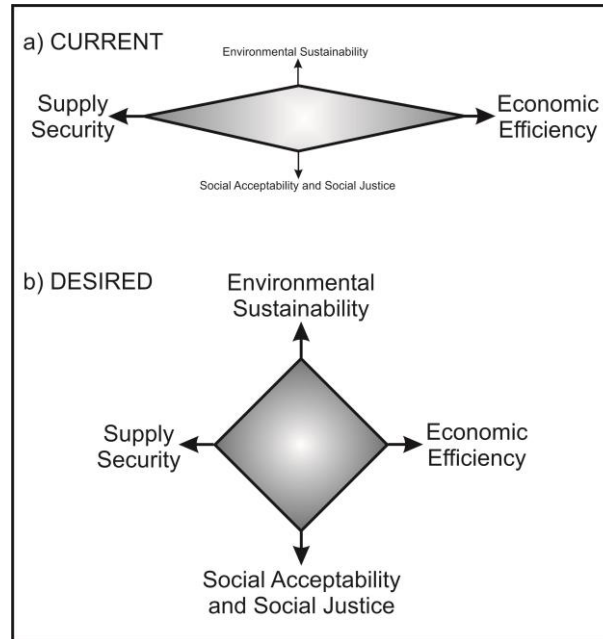 a) CURRENT
Environmental Sustainability
Supply
Security
Economic
Efficiency
Social Acceptability and Social Justice
b) DESIRED
Environmental
Sustainability
Supply
Security
Economic
Efficiency
Social Acceptability
and Social Justice